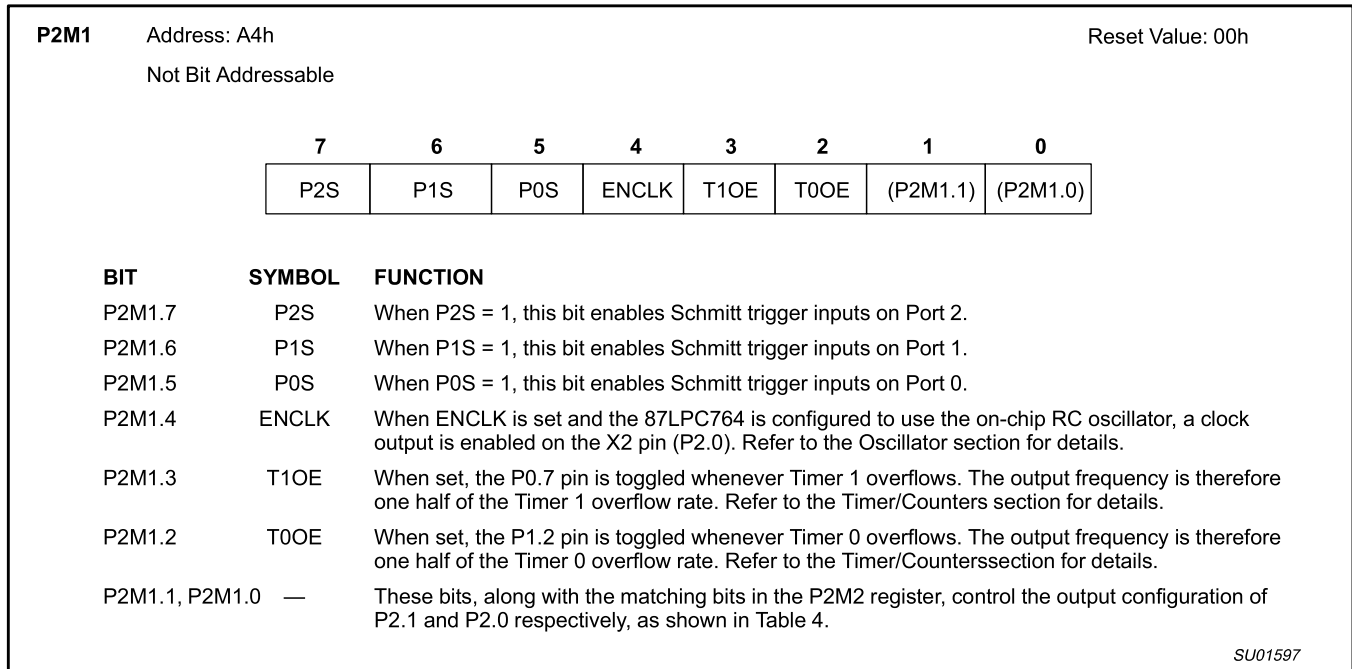 P2M1 Address: A4h Reset Value: 00h
Not Bit Addressable
7 6 5 4 3 2 1 0
P2S P1S P0S ENCLK T1OE T0OE (P2M1.1) (P2M1.0)
BIT SYMBOL FUNCTION
P2M1.7 P2S When P2S = 1, this bit enables Schmitt trigger inputs on Port 2.
P2M1.6 P1S When P1S = 1, this bit enables Schmitt trigger inputs on Port 1.
P2M1.5 P0S When P0S = 1, this bit enables Schmitt trigger inputs on Port 0.
P2M1.4 ENCLK When ENCLK is set and the 87LPC764 is configured to use the on-chip RC oscillator, a clock
output is enabled on the X2 pin (P2.0). Refer to the Oscillator section for details.
P2M1.3 T1OE When set, the P0.7 pin is toggled whenever Timer 1 overflows. The output frequency is therefore
one half of the Timer 1 overflow rate. Refer to the Timer/Counters section for details.
P2M1.2 T0OE When set, the P1.2 pin is toggled whenever Timer 0 overflows. The output frequency is therefore
one half of the Timer 0 overflow rate. Refer to the Timer/Counterssection for details.
P2M1.1, P2M1.0 — These bits, along with the matching bits in the P2M2 register, control the output configuration of
P2.1 and P2.0 respectively, as shown in Table 4.
SU01597